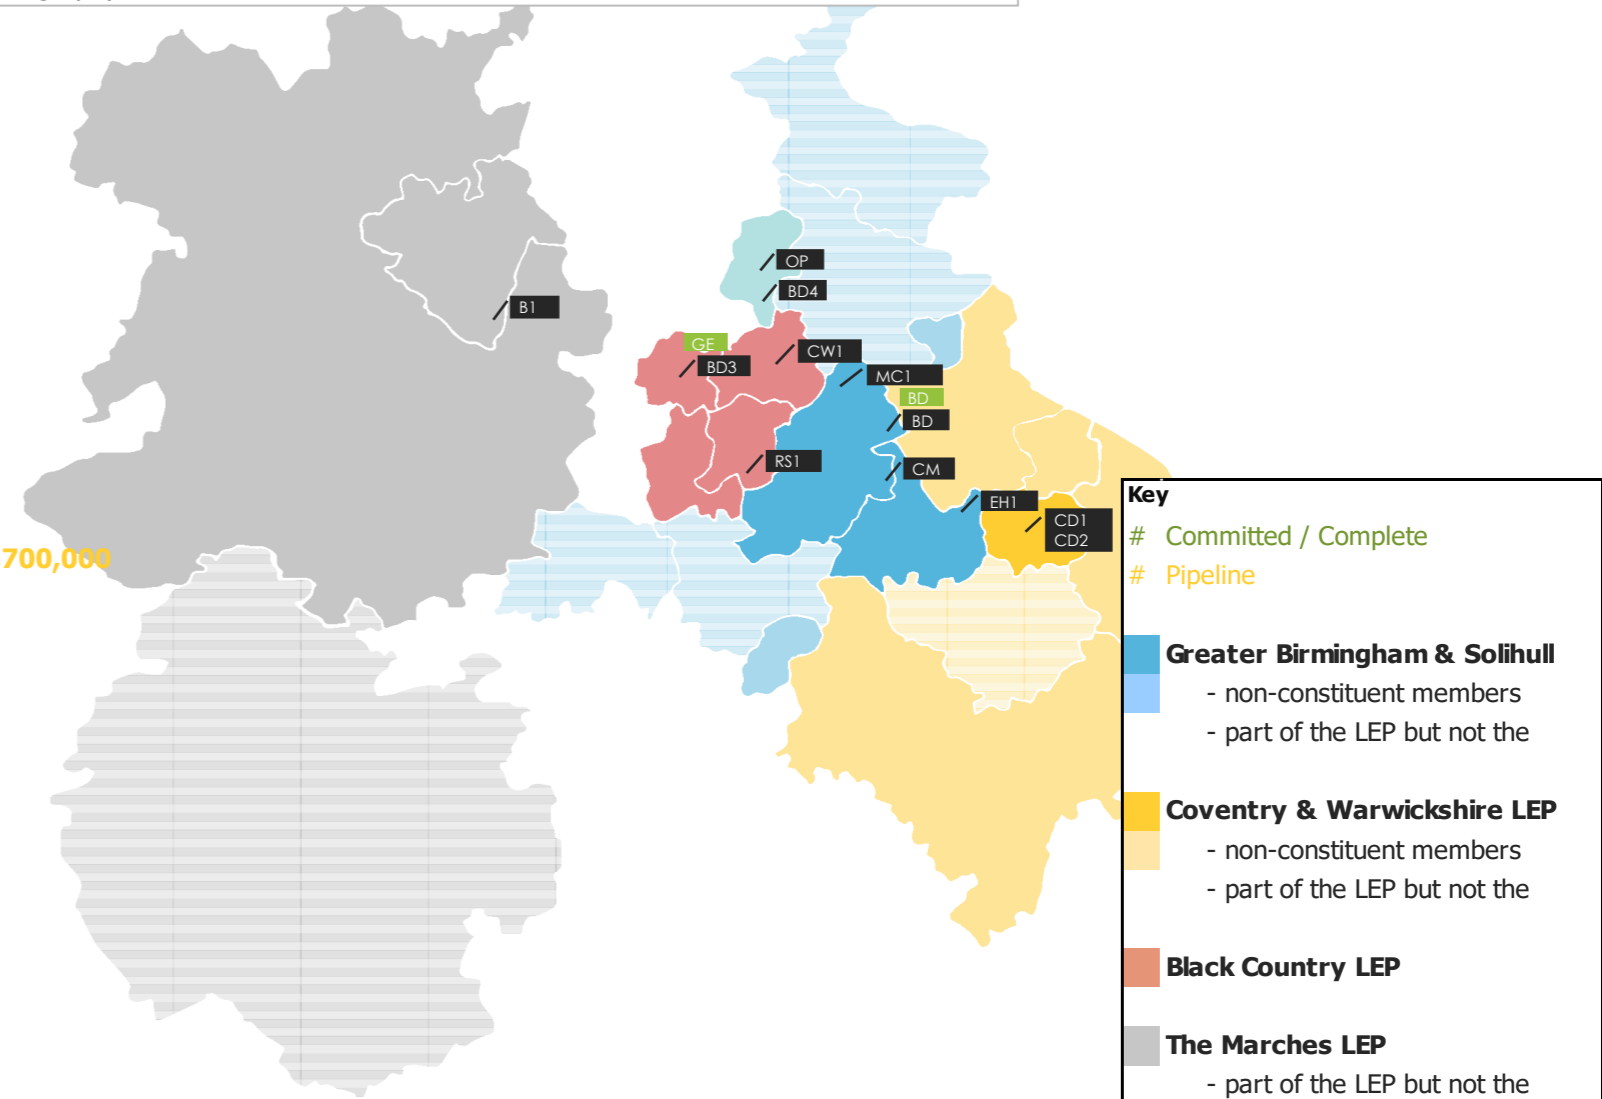 OP
BD4
B1
GE
BD3
CW1
MC1
BD
BD
RS1
CM
EH1
CD1
CD2
700,000
Key
# Committed / Complete
# Pipeline
Greater Birmingham & Solihull
- non-constituent members
- part of the LEP but not the
Coventry & Warwickshire LEP
- non-constituent members
- part of the LEP but not the
Black Country LEP
The Marches LEP
- part of the LEP but not the